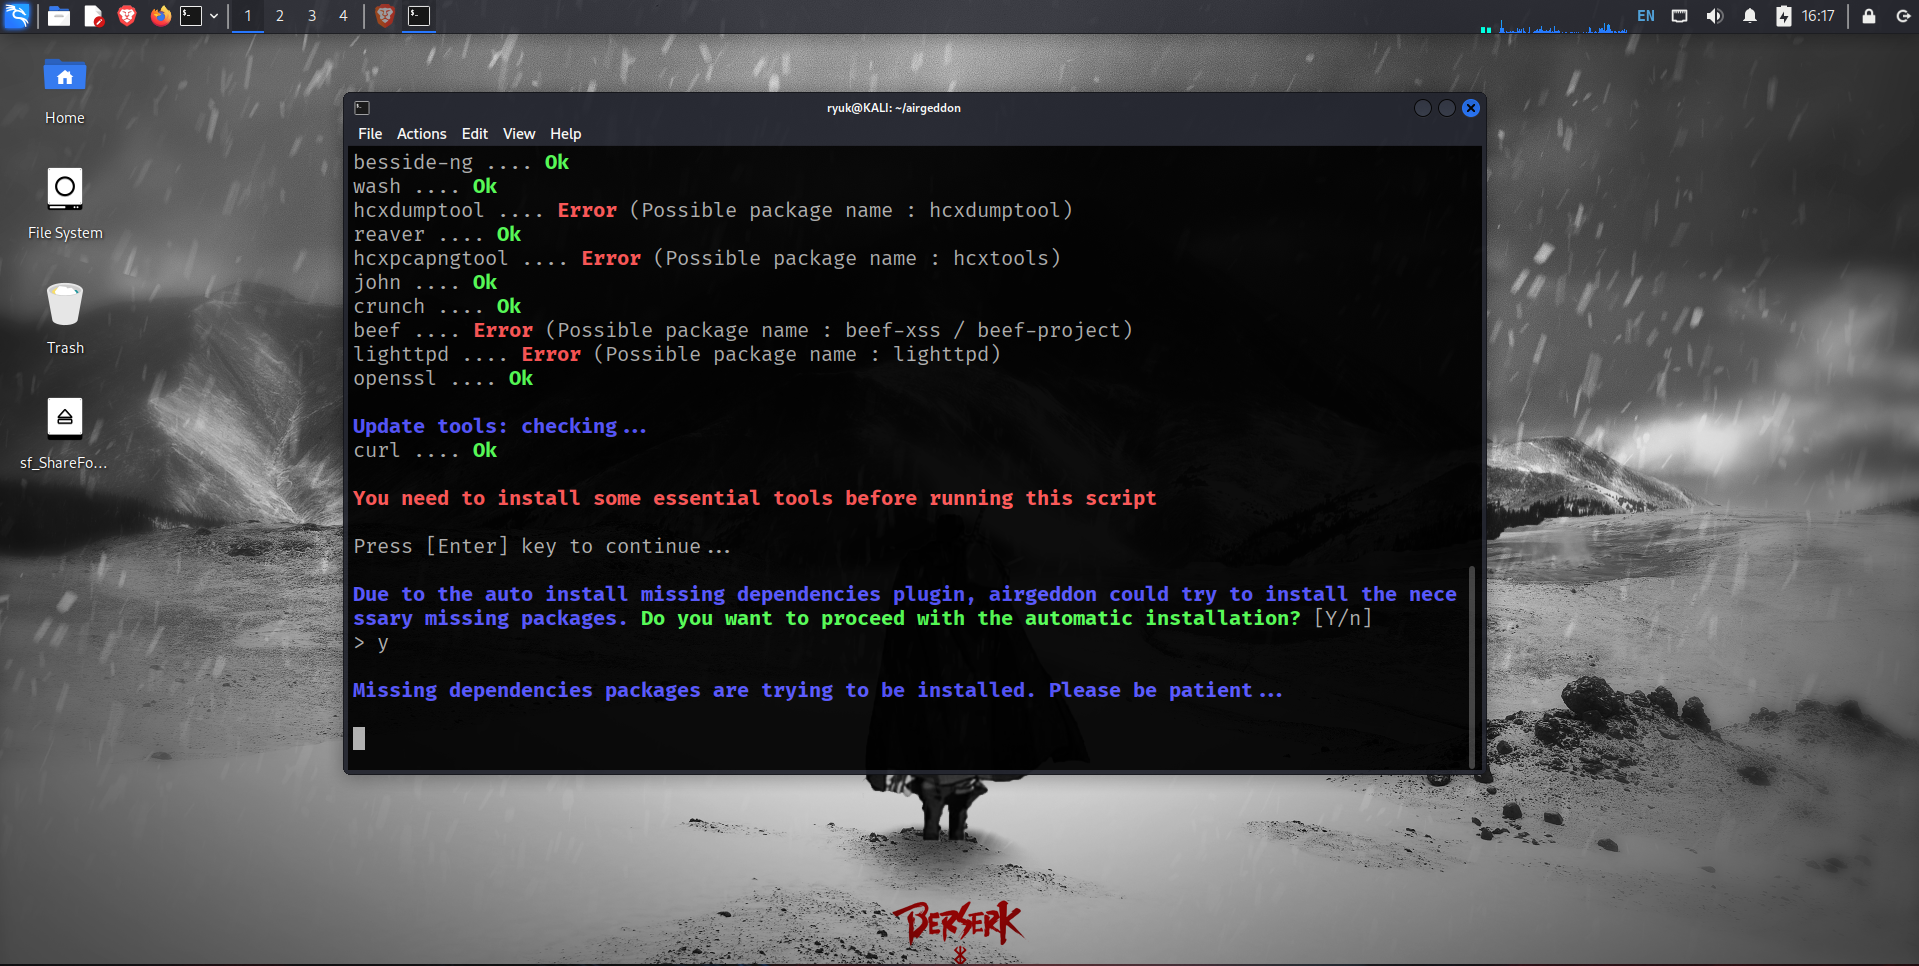 1 2 3 4
EN
16:17
Home
File System
Trash
sf_ShareFo...
ryuk@KALI: ~/airgeddon
File Actions Edit View Help
besside-ng .... Ok
wash .... Ok
hcxdumptool .... Error (Possible package name : hcxdumptool)
reaver .... Ok
hcxpcapngtool .... Error (Possible package name : hcxtools)
john .... Ok
crunch .... Ok
beef .... Error (Possible package name : beef-xss / beef-project)
lighttpd .... Error (Possible package name : lighttpd)
openssl .... Ok
Update tools: checking...
curl .... Ok
You need to install some essential tools before running this script
Press [Enter] key to continue...
Due to the auto install missing dependencies plugin, airgeddon could try to install the nece
ssary missing packages. Do you want to proceed with the automatic installation? [Y/n]
> y
Missing dependencies packages are trying to be installed. Please be patient...
BERSERK